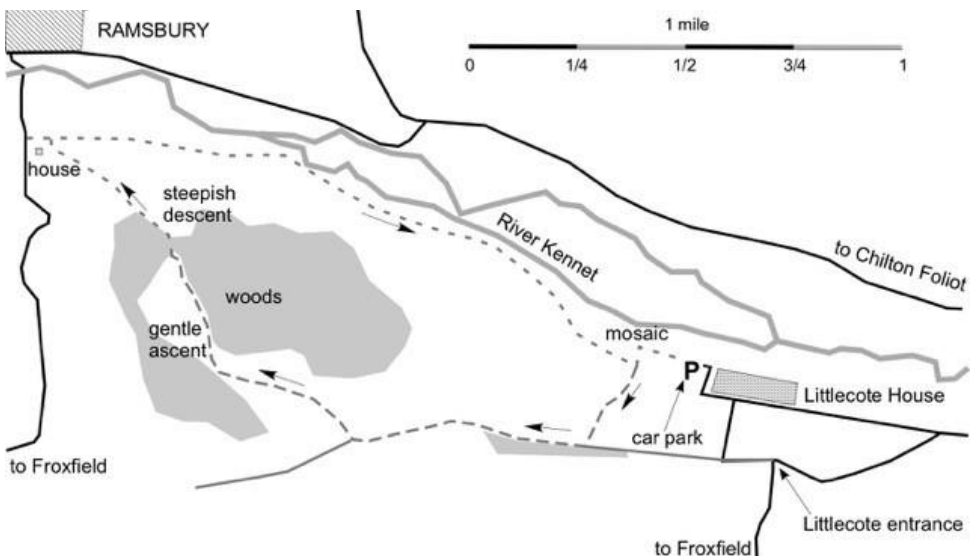 RAMSBURY
1 mile
0 1/4 1/2 3/4 1
house
steepish
descent
River Kennet
to Chilton Foliot
woods
gentle
ascent
mosaic
P
Littlecote House
car park
to Froxfield
Littlecote entrance
to Froxfield